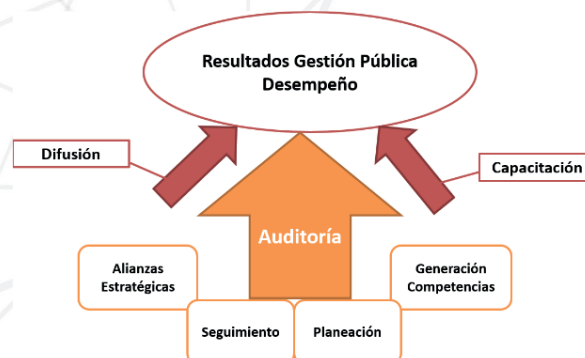 Resultados Gestión Pública
Desempeño
Difusión
Capacitación
Auditoría
Alianzas
Estratégicas
Generación
Competencias
Seguimiento
Planeación